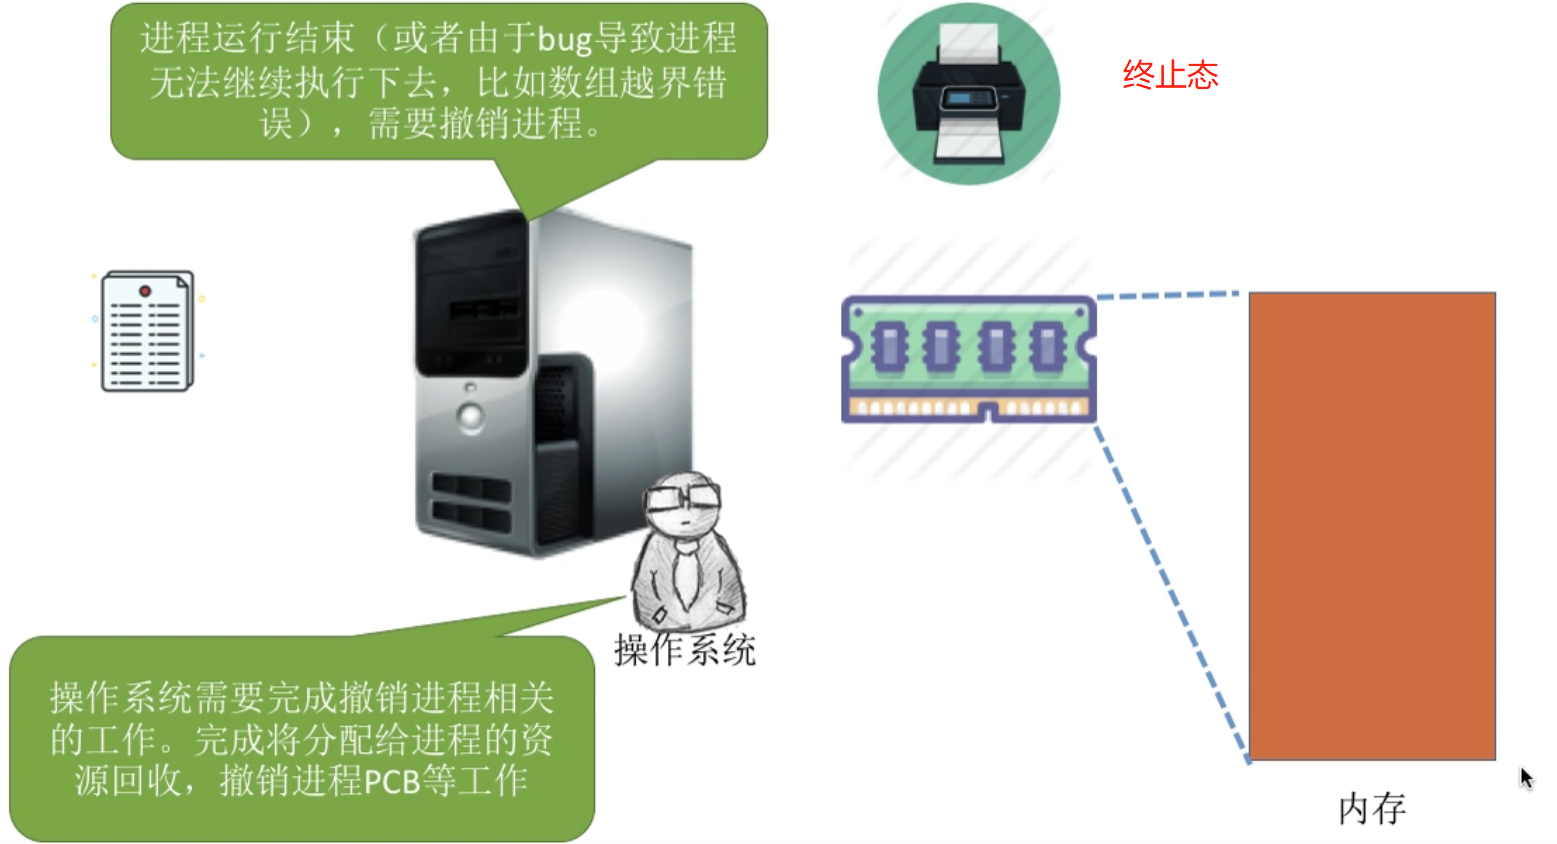 进程运行结束（或者由于bug导致进程
无法继续执行下去，比如数组越界错
误），需要撤销进程。
终止态
操作系统
操作系统需要完成撤销进程相关
的工作。完成将分配给进程的资
源回收，撤销进程PCB等工作
内存